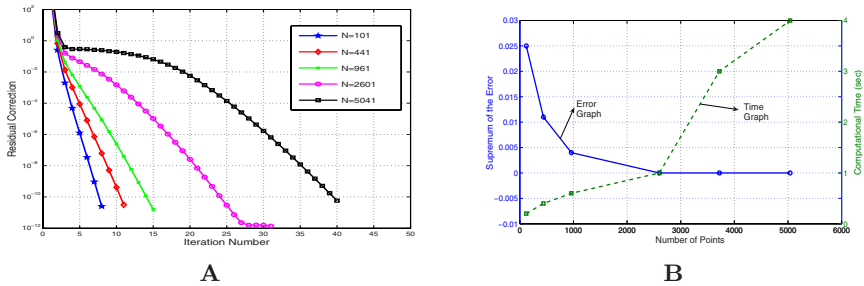 10^2
10^0
10^-2
10^-4
10^-6
10^-8
10^-10
10^-12
Residual Correction
0 5 10 15 20 25 30 35 40 45 50
Iteration Number
N=101
N=441
N=961
N=2601
N=5041
A
0.03
0.025
0.02
0.015
0.01
0.005
0
−0.005
−0.01
Supremum of the Error
Error
Graph
Time
Graph
0 1000 2000 3000 4000 5000 6000
Number of Points
4
3
2
1
0
Computational Time (sec)
B